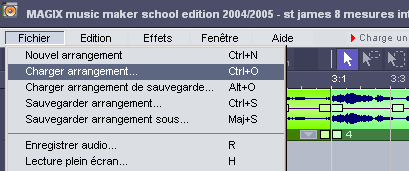 MAGIX music maker school edition 2004/2005 - st james 8 mesures in
Fichier Edition Effets Fenêtre Aide Charge un
Nouvel arrangement Ctrl+N
Charger arrangement... Ctrl+O
Charger arrangement de sauvegarde... Alt+O
Sauvegarder arrangement... Ctrl+S
Sauvegarder arrangement sous... Maj+S
Enregistrer audio... R
Lecture plein écran... H
3:1 3:3
4